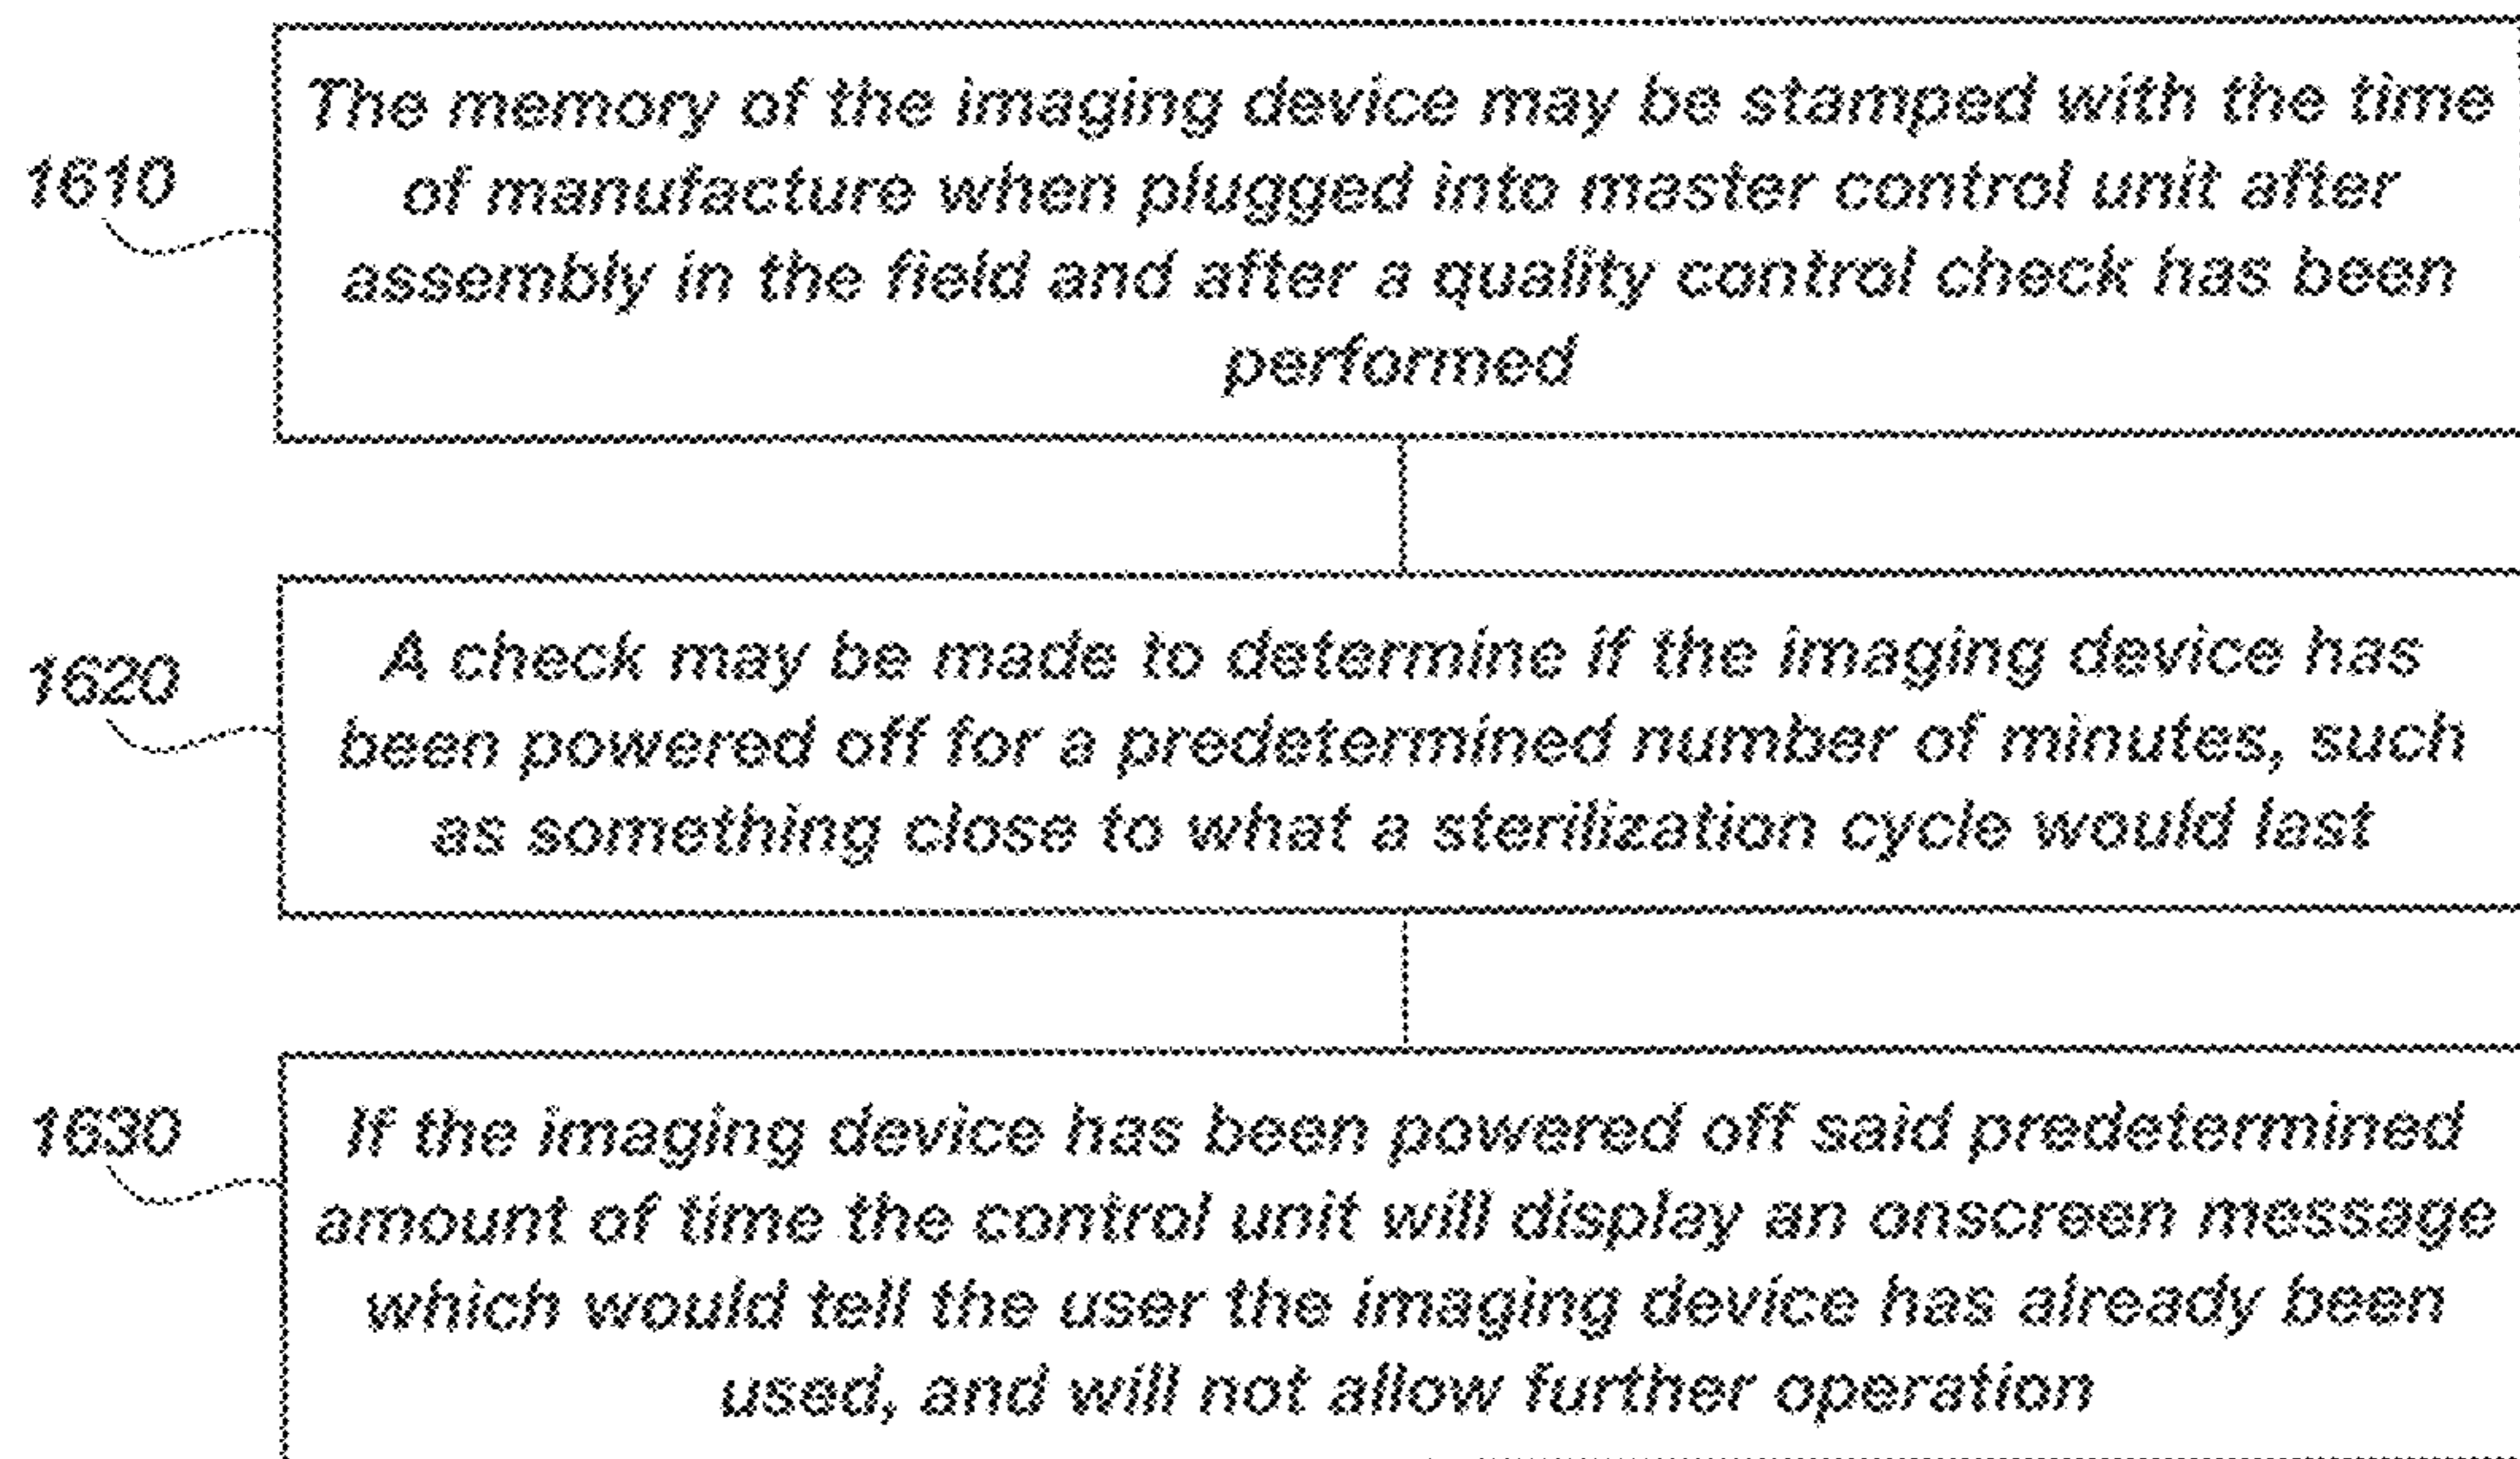 The memory of the imaging device may be stamped with the time
of manufacture when plugged into master control unit after
assembly in the field and after a quality control check has been
performed
1610
A check may be made to determine if the imaging device has
been powered off for a predetermined number of minutes, such
as something close to what a sterilization cycle would last
1620
If the imaging device has been powered off said predetermined
amount of time the control unit will display an onscreen message
which would tell the user the imaging device has already been
used, and will not allow further operation
1630